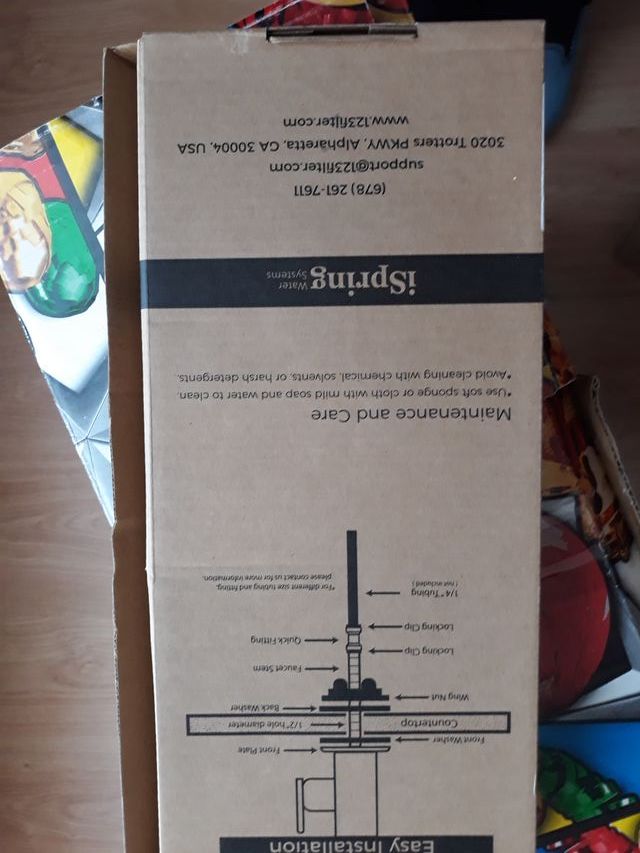 Easy Installation
Front Plate
Front Washer
Countertop
1/2" hole diameter
Back Washer
Wing Nut
Faucet Stem
Locking Clip
Quick Fitting
Locking Clip
1/4" Tubing
( not included )
*For different size tubing and fitting,
please contact us for more information.
Maintenance and Care
*Use soft sponge or cloth with mild soap and water to clean.
*Avoid cleaning with chemical, solvents, or harsh detergents.
iSpring Water Systems
(678) 261-7611
support@123filter.com
3020 Trotters PKWY, Alpharetta, GA 30004, USA
www.123filter.com